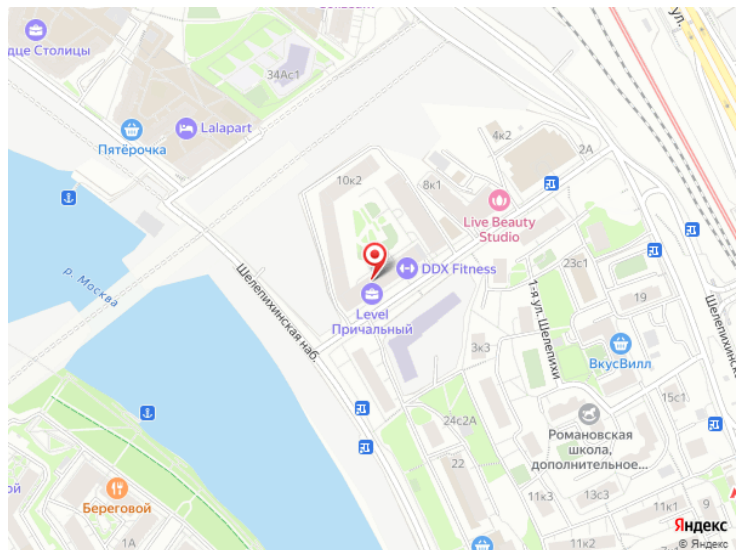 дце Столицы
34Ас1
ул.
Lalapart
Пятёрочка
4к2
2А
10к2
8к1
Live Beauty
Studio
р. Москва
Шелепихинская наб.
DDX Fitness
Level
Причальный
1-я ул. Шелепихи
23с1
19
Шелепихинск
ВкусВилл
3к3
15с1
24с2А
Романовская
школа,
дополнительное...
22
11к3
13с3
11к1
9
ой
Береговой
1А
11к2
Яндекс
© Яндекс